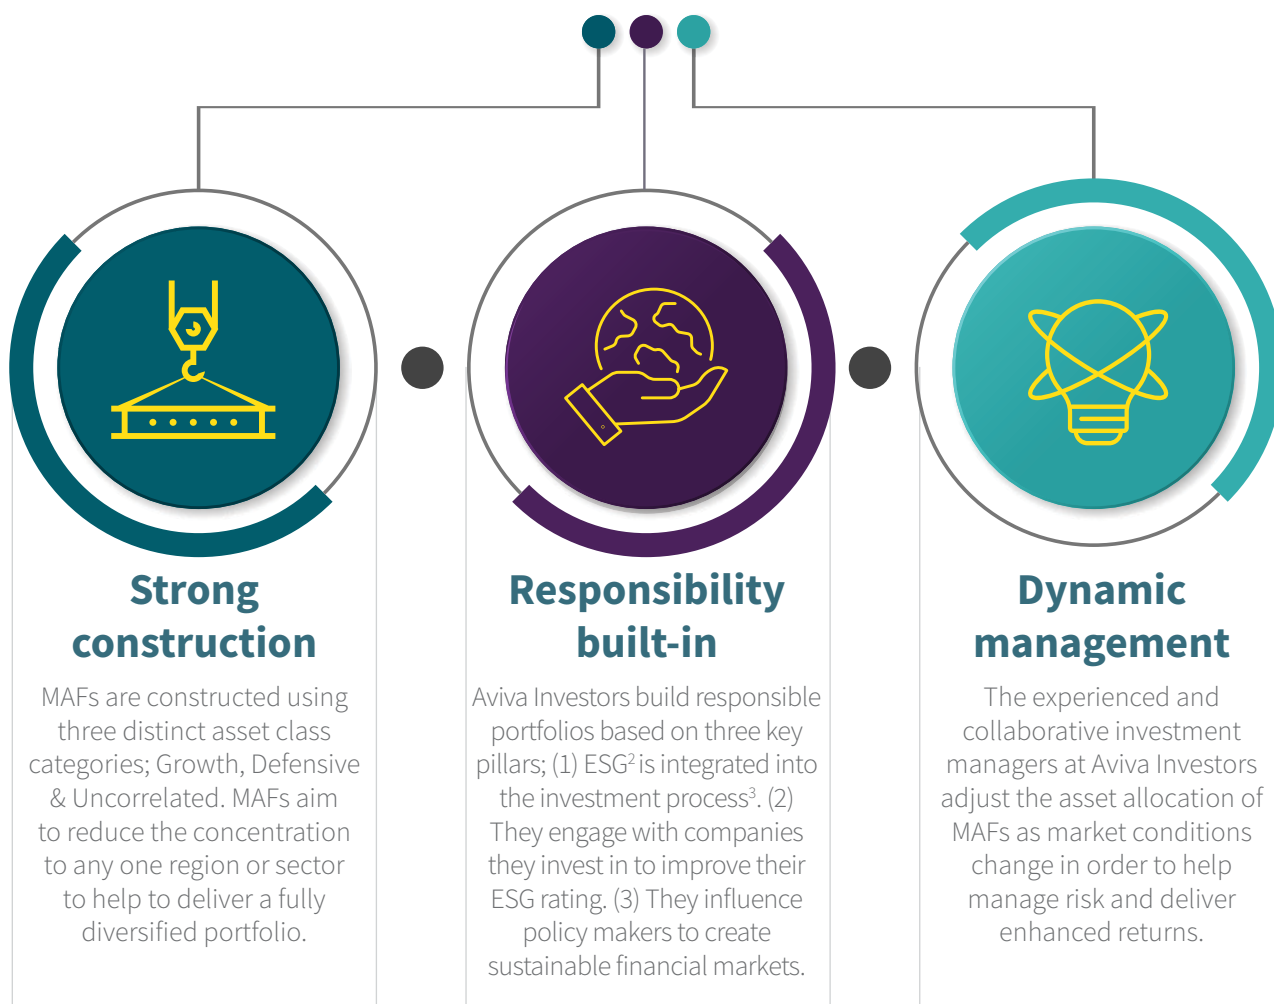 Strong
construction
MAFs are constructed using
three distinct asset class
categories; Growth, Defensive
& Uncorrelated. MAFs aim
to reduce the concentration
to any one region or sector
to help to deliver a fully
diversified portfolio.
Responsibility
built-in
Aviva Investors build responsible
portfolios based on three key
pillars; (1) ESG² is integrated into
the investment process³. (2)
They engage with companies
they invest in to improve their
ESG rating. (3) They influence
policy makers to create
sustainable financial markets.
Dynamic
management
The experienced and
collaborative investment
managers at Aviva Investors
adjust the asset allocation of
MAFs as market conditions
change in order to help
manage risk and deliver
enhanced returns.